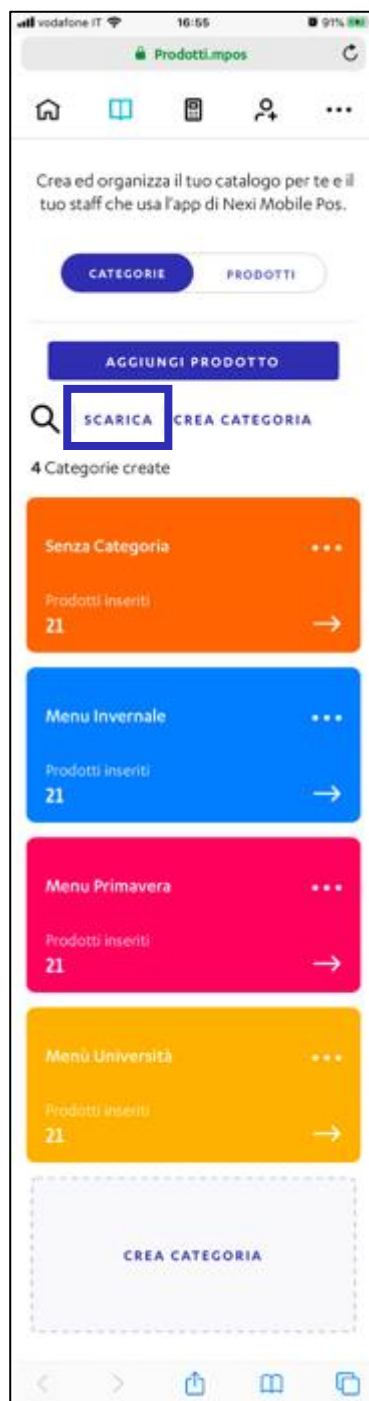 vodafone IT 16:55 91%
Prodotti.mpos
Crea ed organizza il tuo catalogo per te e il
tuo staff che usa l'app di Nexi Mobile Pos.
CATEGORIE PRODOTTI
AGGIUNGI PRODOTTO
SCARICA CREA CATEGORIA
4 Categorie create
Senza Categoria
Prodotti inseriti
21
Menu Invernale
Prodotti inseriti
21
Menu Primavera
Prodotti inseriti
21
Menù Università
Prodotti inseriti
21
CREA CATEGORIA